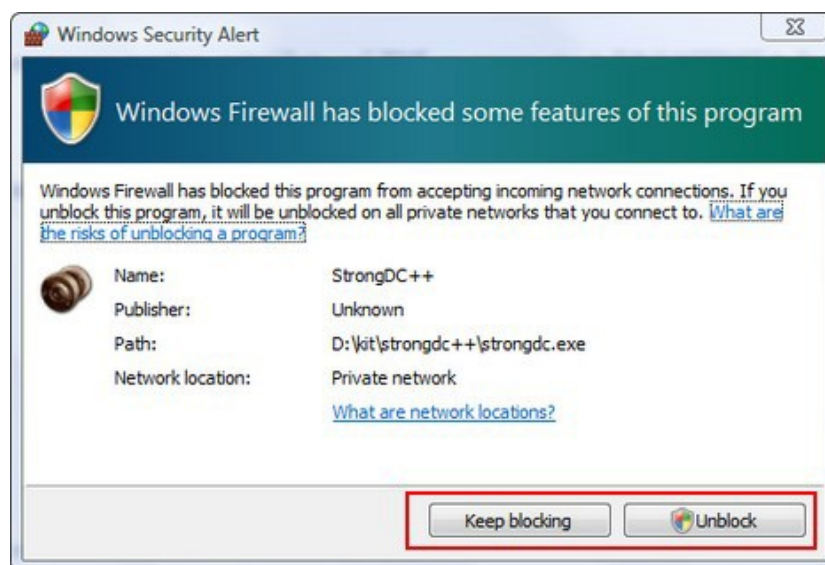 Windows Security Alert
Windows Firewall has blocked some features of this program
Windows Firewall has blocked this program from accepting incoming network connections. If you
unblock this program, it will be unblocked on all private networks that you connect to. What are
the risks of unblocking a program?
Name: StrongDC++
Publisher: Unknown
Path: D:\kit\strongdc++\strongdc.exe
Network location: Private network
What are network locations?
Keep blocking Unblock